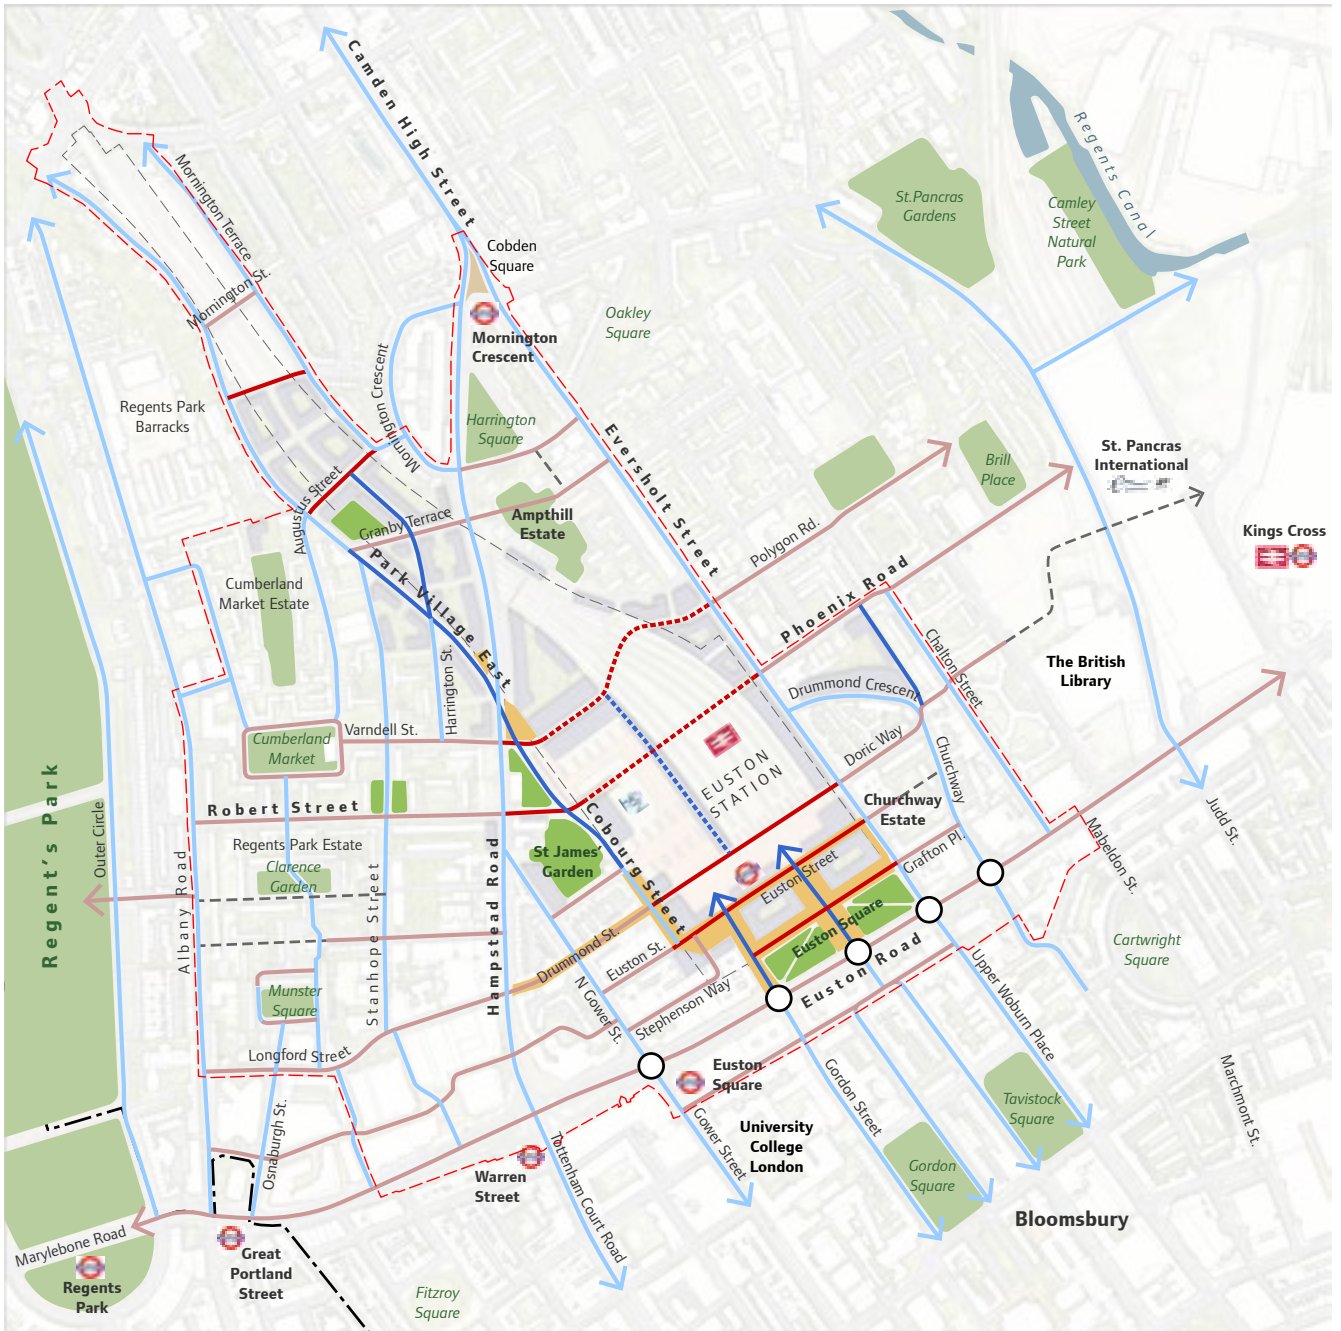 Camden High Street
Regents Canal
Mornington Terrace
St.Pancras
Gardens
Camley
Street
Natural
Park
Cobden
Square
Mornington St.
Oakley
Square
Mornington
Crescent
Mornington Crescent
Regents Park
Barracks
Harrington
Square
Eversholt Street
St. Pancras
International
Brill
Place
Augustus Street
Granby Terrace
Ampthill
Estate
Polygon Rd.
Kings Cross
Phoenix Road
Park Village East
Cumberland
Market Estate
Harrington St.
Chalton Street
The British
Library
Drummond Crescent
Varndell St.
Cumberland
Market
Doric Way
Churchway
EUSTON
STATION
Regent's Park
Outer Circle
Robert Street
Cobourg Street
Churchway
Estate
Judd St.
Mabeldon St.
Regents Park Estate
Clarence
Garden
St James'
Garden
Grafton Pl.
Euston Street
Albany Road
Stanhope Street
Hampstead Road
Euston Square
Drummond St.
Euston St.
Euston Road
Cartwright
Square
Munster
Square
N Gower St.
Stephenson Way
Upper Woburn Place
Longford Street
Euston
Square
Gordon Street
Marchmont St.
Osnaburgh St.
Tavistock
Square
Gower Street
University
College
London
Tottenham Court Road
Warren
Street
Gordon
Square
Bloomsbury
Marylebone Road
Great
Portland
Street
Regents
Park
Fitzroy
Square